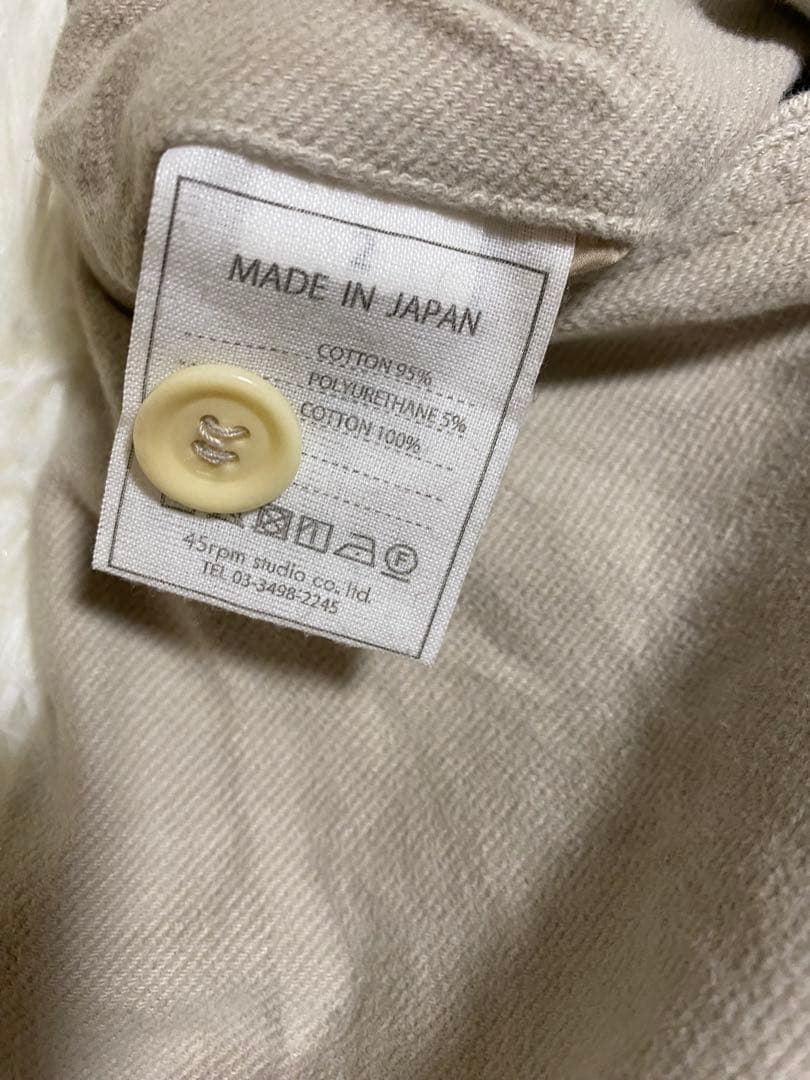 MADE IN JAPAN
COTTON 95%
POLYURETHANE 5%
COTTON 100%
F
45rpm studio co., ltd.
TEL 03-3498-2245